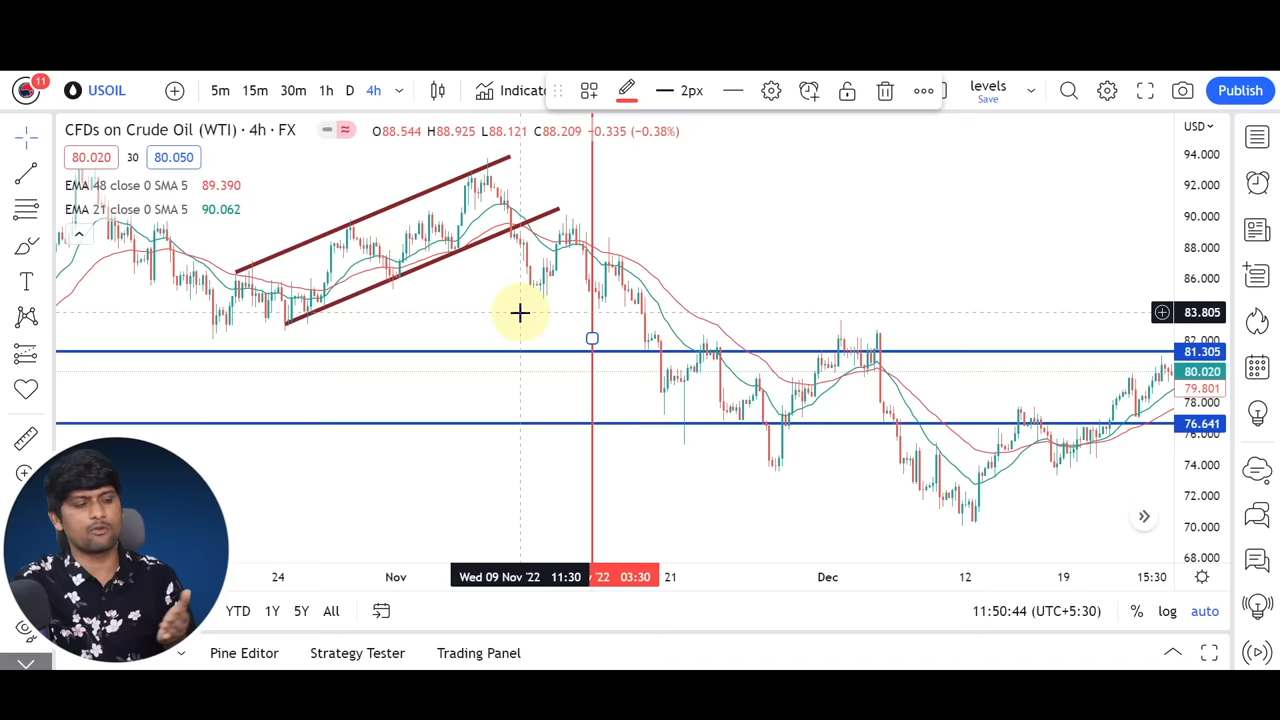 11
USOIL
5m 15m 30m 1h D 4h
Indicato
2px
levels
Save
Publish
CFDs on Crude Oil (WTI) · 4h · FX
O88.544 H88.925 L88.121 C88.209 −0.335 (−0.38%)
USD
80.020 30 80.050
EMA 48 close 0 SMA 5 89.390
EMA 21 close 0 SMA 5 90.062
94.000
92.000
90.000
88.000
86.000
83.805
82.000
81.305
80.020
79.801
78.000
76.641
76.000
74.000
72.000
70.000
68.000
24 Nov Wed 09 Nov '22 11:30 '22 03:30 21 Dec 12 19 15:30
YTD 1Y 5Y All
11:50:44 (UTC+5:30) % log auto
Pine Editor Strategy Tester Trading Panel